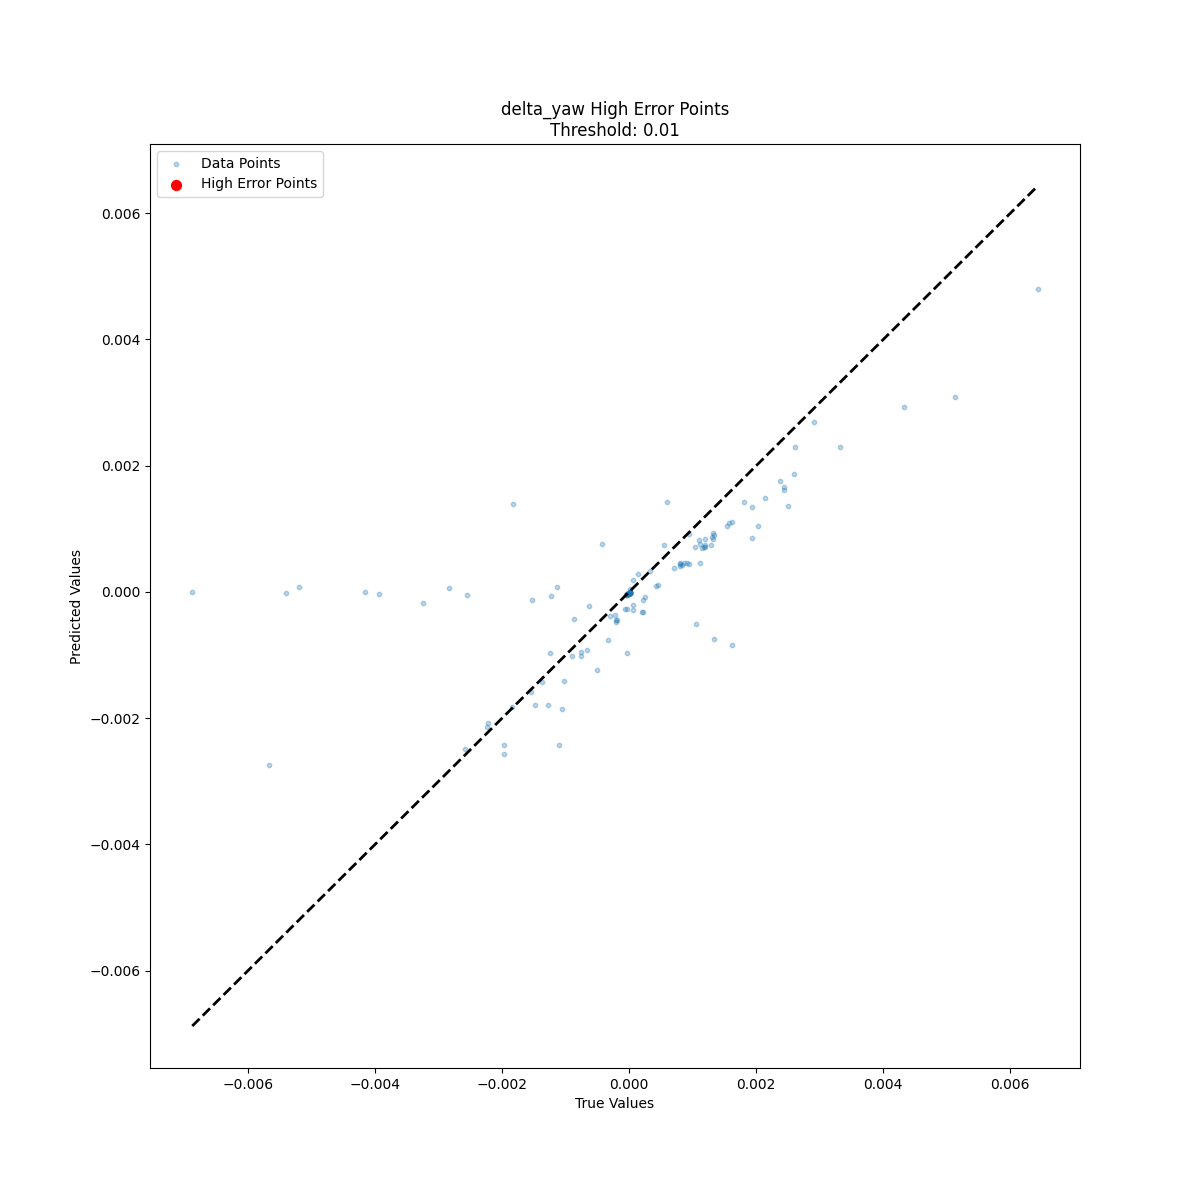 delta_yaw High Error Points
Threshold: 0.01
Data Points
High Error Points
0.006
0.004
0.002
0.000
−0.002
−0.004
−0.006
Predicted Values
−0.006
−0.004
−0.002
0.000
0.002
0.004
0.006
True Values